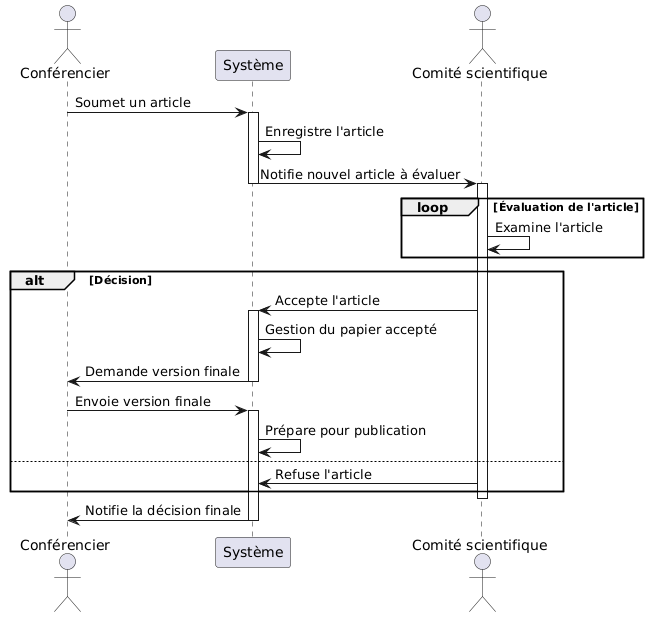 Conférencier
Système
Comité scientifique
Soumet un article
Enregistre l'article
Notifie nouvel article à évaluer
loop [Évaluation de l'article]
Examine l'article
alt [Décision]
Accepte l'article
Gestion du papier accepté
Demande version finale
Envoie version finale
Prépare pour publication
Refuse l'article
Notifie la décision finale
Conférencier
Système
Comité scientifique